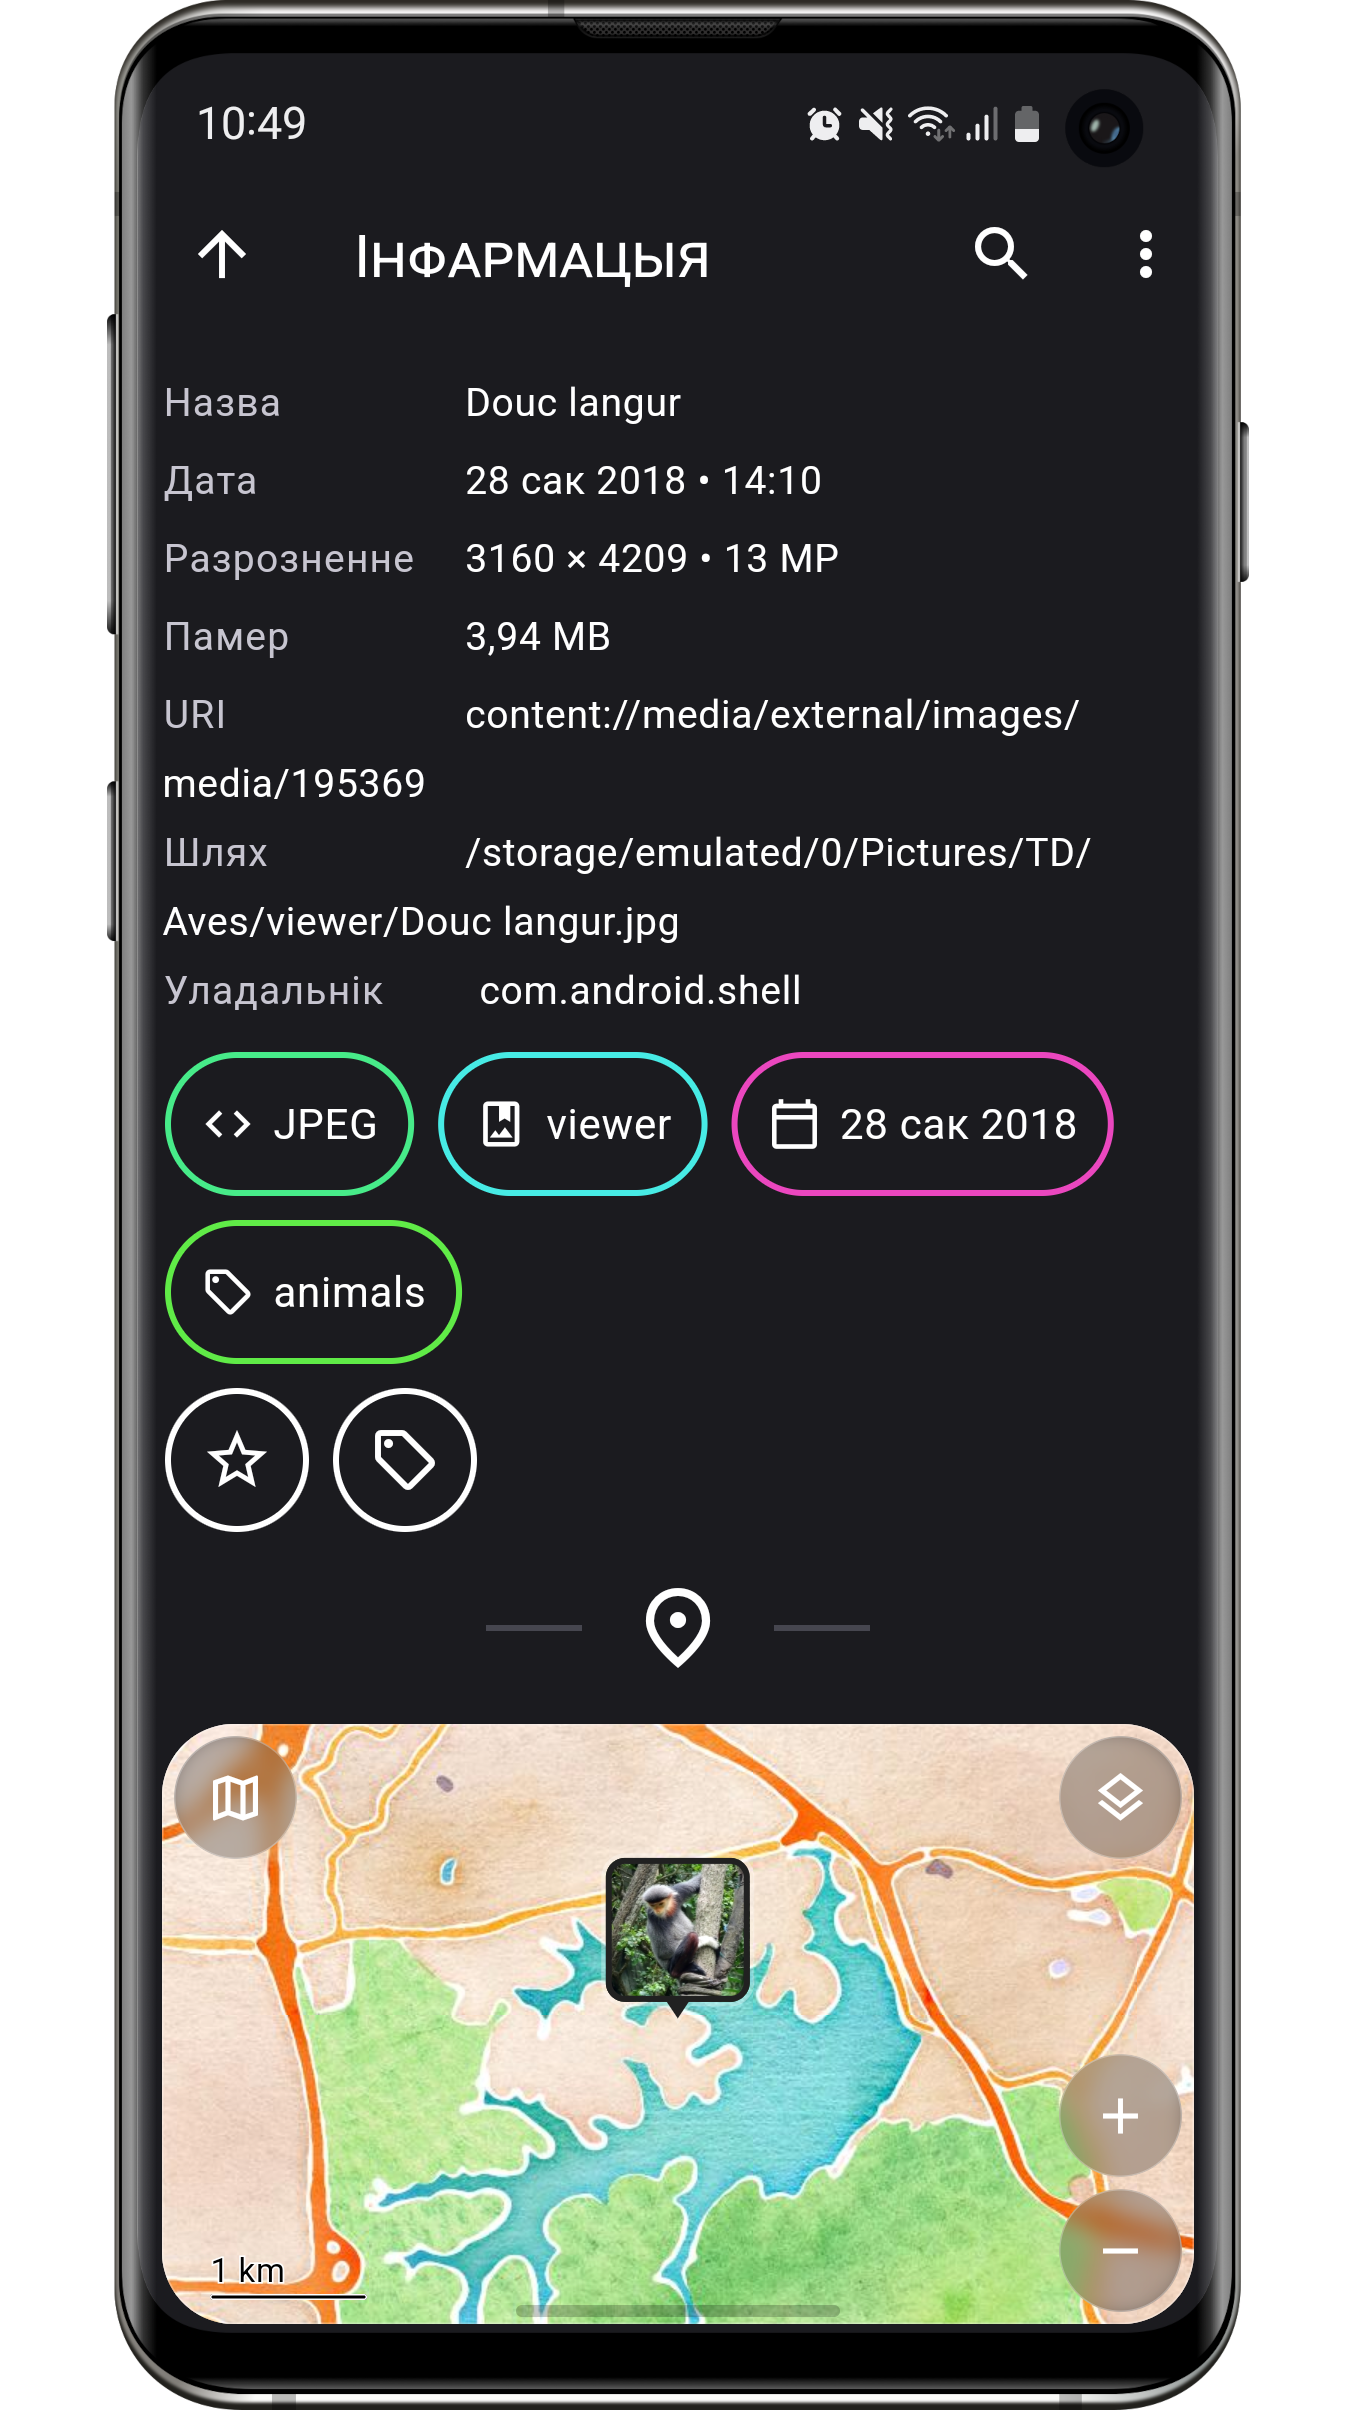 10:49
Інфармацыя
Назва Douc langur
Дата 28 сак 2018 • 14:10
Разрозненне 3160 × 4209 • 13 MP
Памер 3,94 MB
URI content://media/external/images/
media/195369
Шлях /storage/emulated/0/Pictures/TD/
Aves/viewer/Douc langur.jpg
Уладальнік com.android.shell
JPEG viewer 28 сак 2018
animals
1 km